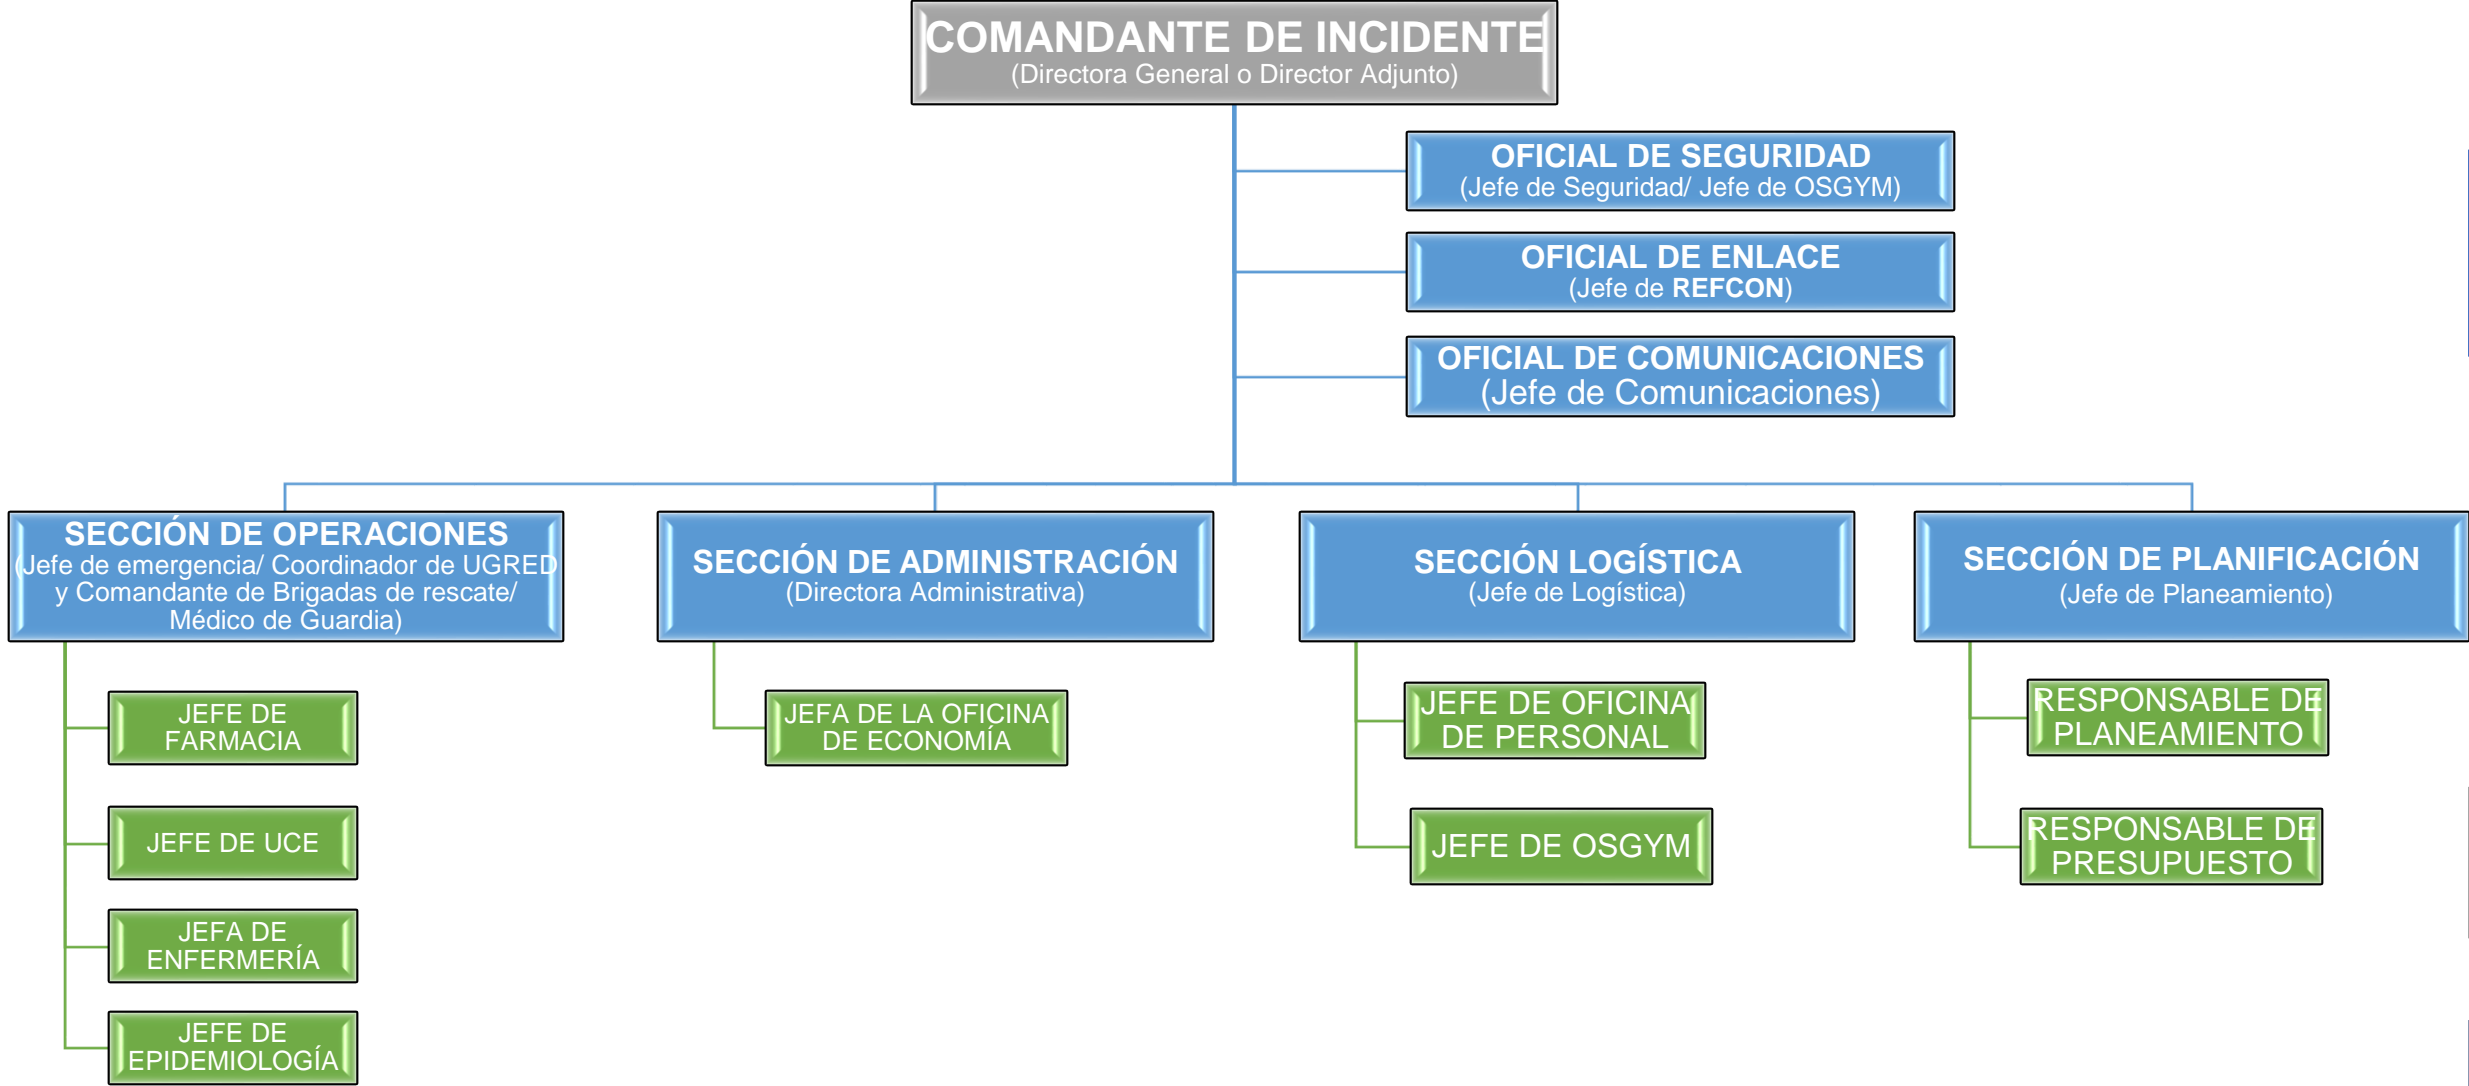 COMANDANTE DE INCIDENTE
(Directora General o Director Adjunto)
OFICIAL DE SEGURIDAD
(Jefe de Seguridad/ Jefe de OSGYM)
OFICIAL DE ENLACE
(Jefe de REFCON)
OFICIAL DE COMUNICACIONES
(Jefe de Comunicaciones)
SECCIÓN DE OPERACIONES
(Jefe de emergencia/ Coordinador de UGRED
y Comandante de Brigadas de rescate/
Médico de Guardia)
SECCIÓN DE ADMINISTRACIÓN
(Directora Administrativa)
SECCIÓN LOGÍSTICA
(Jefe de Logística)
SECCIÓN DE PLANIFICACIÓN
(Jefe de Planeamiento)
JEFE DE
FARMACIA
JEFE DE UCE
JEFA DE
ENFERMERÍA
JEFE DE
EPIDEMIOLOGÍA
JEFA DE LA OFICINA
DE ECONOMÍA
JEFE DE OFICINA
DE PERSONAL
JEFE DE OSGYM
RESPONSABLE DE
PLANEAMIENTO
RESPONSABLE DE
PRESUPUESTO